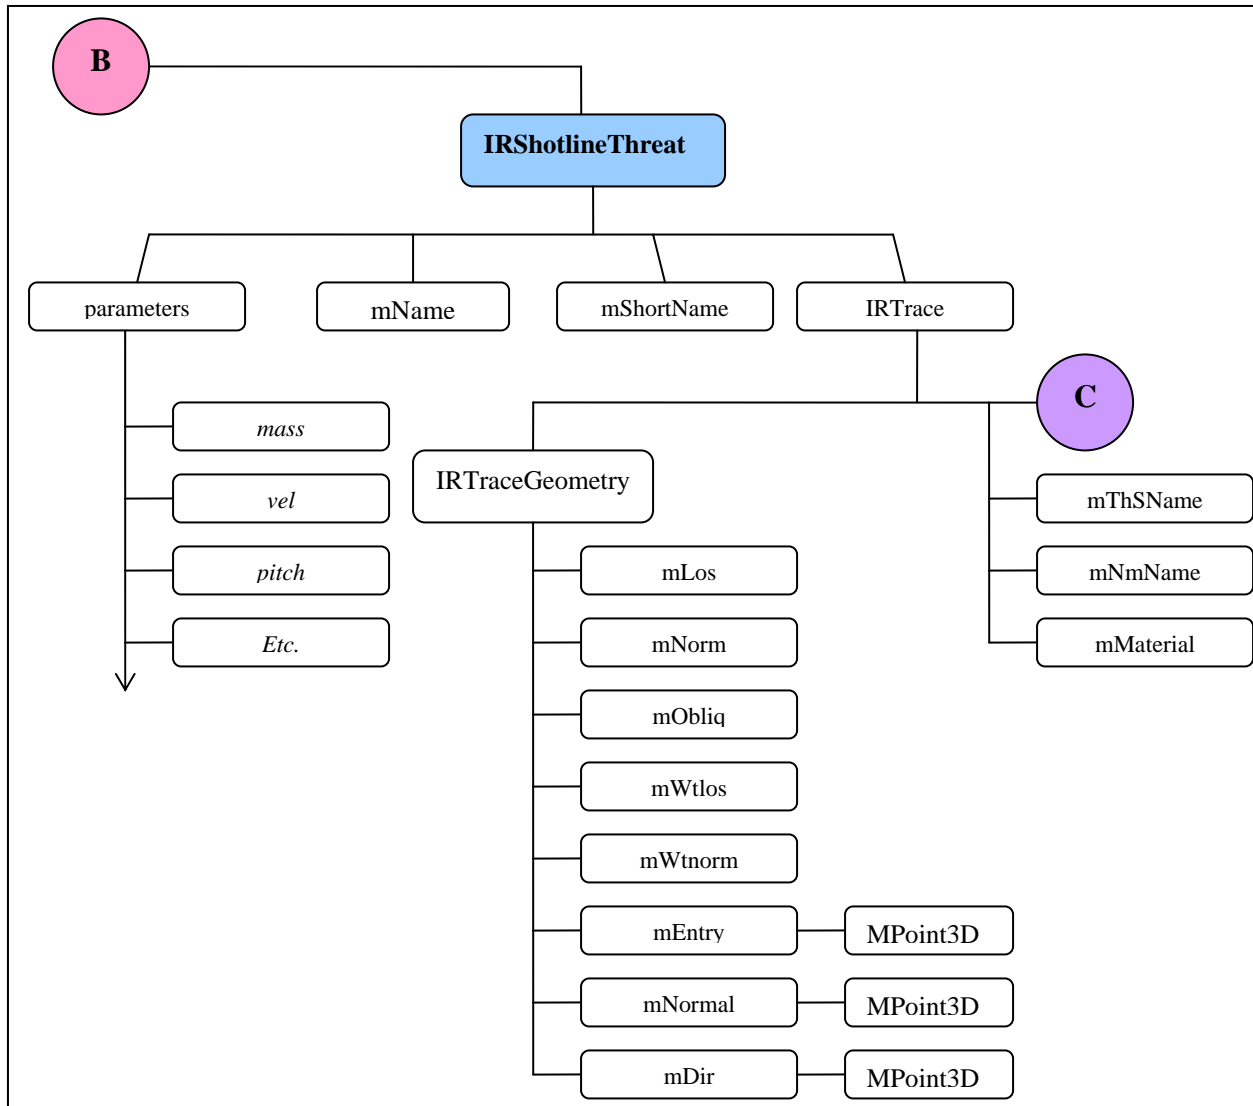 B
IRShotlineThreat
parameters
mName
mShortName
IRTrace
C
mass
vel
pitch
Etc.
IRTraceGeometry
mThSName
mNmName
mMaterial
mLos
mNorm
mObliq
mWtlos
mWtnorm
mEntry
MPoint3D
mNormal
MPoint3D
mDir
MPoint3D